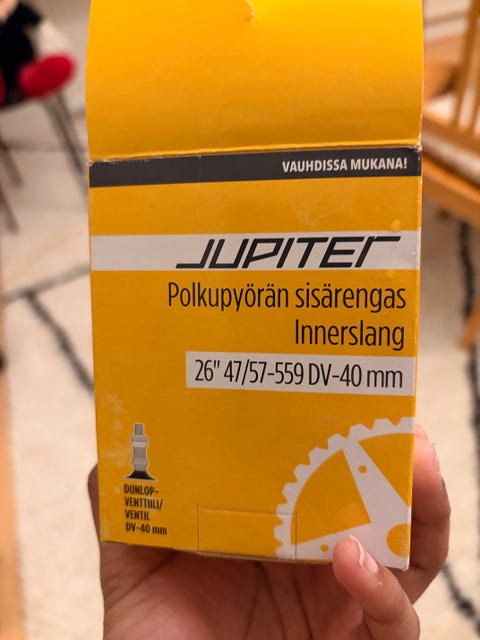 VAUHDISSA MUKANA!
JUPITER
Polkupyörän sisärengas
Innerslang
26" 47/57-559 DV-40 mm
DUNLOP-
VENTTIILI/
VENTIL
DV-40 mm